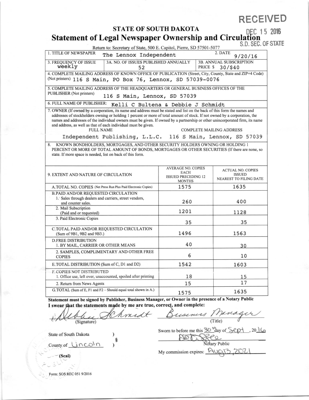 RECEIVED
DEC 15 2016
S.D. SEC. OF STATE
STATE OF SOUTH DAKOTA
Statement of Legal Newspaper Ownership and Circulation
Return to: Secretary of State, 500 E. Capitol, Pierre, SD 57501-5077
1. TITLE OF NEWSPAPER
The Lennox Independent
2. DATE
9/20/16
3. FREQUENCY OF ISSUE
weekly
3A. NO. OF ISSUES PUBLISHED ANNUALLY
52
3B. ANNUAL SUBSCRIPTION
PRICE $ 30/$40
4. COMPLETE MAILING ADDRESS OF KNOWN OFFICE OF PUBLICATION (Street, City, County, State and ZIP+4 Code)
(Not printers) 116 S Main, PO Box 76, Lennox, SD 57039-0076
5. COMPLETE MAILING ADDRESS OF THE HEADQUARTERS OR GENERAL BUSINESS OFFICES OF THE
PUBLISHER (Not printer)
116 S Main, Lennox, SD 57039
6. FULL NAME OF PUBLISHER: Kelli C Bultena & Debbie J Schmidt
7. OWNER (If owned by a corporation, its name and address must be stated and list on the back of this form the names and
addresses of stockholders owning or holding 1 percent or more of total amount of stock. If not owned by a corporation, the
names and addresses of the individual owners must be given. If owned by a partnership or other unincorporated firm, its name
and address, as well as that of each individual must be given.
FULL NAME
COMPLETE MAILING ADDRESS
Independent Publishing, L.L.C. 116 S Main, Lennox, SD 57039
8. KNOWN BONDHOLDERS, MORTGAGES, AND OTHER SECURITY HOLDERS OWNING OR HOLDING 1
PERCENT OR MORE OF TOTAL AMOUNT OF BONDS, MORTGAGES OR OTHER SECURITIES (If there are none, so
state. If more space is needed, list on back of this form.
9. EXTENT AND NATURE OF CIRCULATION
AVERAGE NO. COPIES
EACH
ISSUED PRECEDING 12
MONTHS
ACTUAL NO. COPIES
ISSUED
NEAREST TO FILING DATE
A. TOTAL NO. COPIES (Net Press Run Plus Paid Electronic Copies)
1575
1635
B. PAID AND/OR REQUESTED CIRCULATION
1. Sales through dealers and carriers, street vendors,
and counter sales.
260
400
2. Mail Subscription
(Paid and or requested)
1201
1128
3. Paid Electronic Copies
35
35
C. TOTAL PAID AND/OR REQUESTED CIRCULATION
(Sum of 9B1, 9B2 and 9B3.)
1496
1563
D. FREE DISTRIBUTION
1. BY MAIL, CARRIER OR OTHER MEANS
40
30
2. SAMPLES, COMPLIMENTARY AND OTHER FREE
COPIES
6
10
E. TOTAL DISTRIBUTION (Sum of C, D1 and D2)
1542
1603
F. COPIES NOT DISTRIBUTED
1. Office use, left over, unaccounted, spoiled after printing
18
15
2. Return from News Agents
15
17
G. TOTAL (Sum of E, F1 and F2 - Should equal total shown in A.)
1575
1635
Statement must be signed by Publisher, Business Manager, or Owner in the presence of a Notary Public
I swear that the statements made by me are true, correct, and complete:
Debbie Schmidt
Business Manager
(Signature)
(Title)
State of South Dakota )
§
County of Lincoln )
(Seal)
Sworn to before me this 30 day of Sept, 2016
Notary Public
My commission expires: Aug 13, 2021
Form: SOS REC 051 9/2014